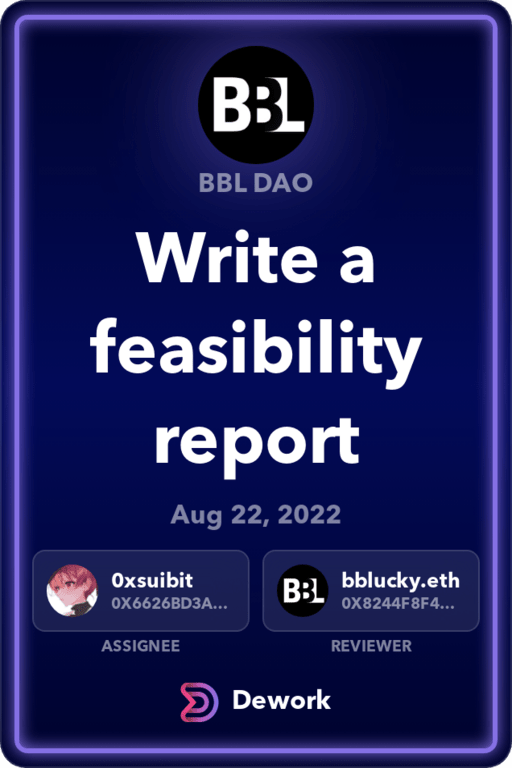 BBL
BBL DAO
Write a
feasibility
report
Aug 22, 2022
0xsuibit
0X6626BD3A...
ASSIGNEE
BBL
bblucky.eth
0X8244F8F4...
REVIEWER
Dework